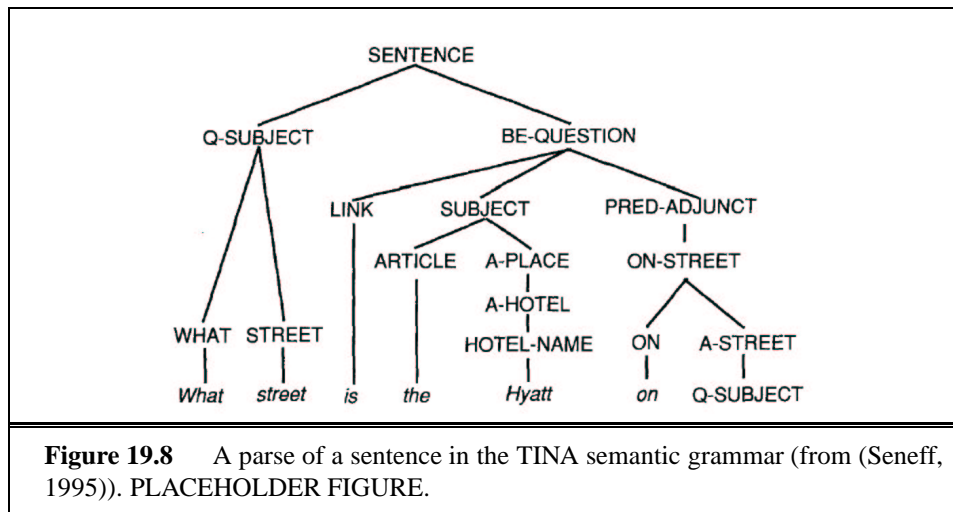 SENTENCE
Q-SUBJECT BE-QUESTION
LINK SUBJECT PRED-ADJUNCT
ARTICLE A-PLACE ON-STREET
A-HOTEL
WHAT STREET HOTEL-NAME ON A-STREET
What street is the Hyatt on Q-SUBJECT
Figure 19.8 A parse of a sentence in the TINA semantic grammar (from (Seneff,
1995)). PLACEHOLDER FIGURE.